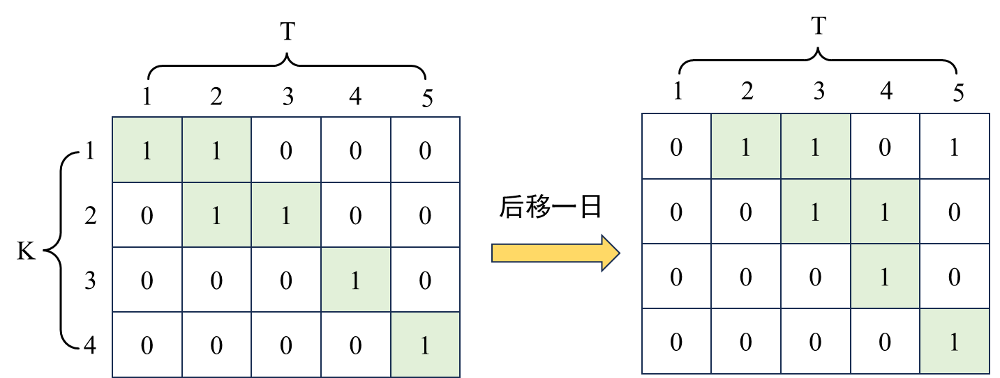 T
1 2 3 4 5
K
1 1 1 0 0 0
2 0 1 1 0 0
3 0 0 0 1 0
4 0 0 0 0 1
后移一日
T
1 2 3 4 5
0 1 1 0 1
0 0 1 1 0
0 0 0 1 0
0 0 0 0 1